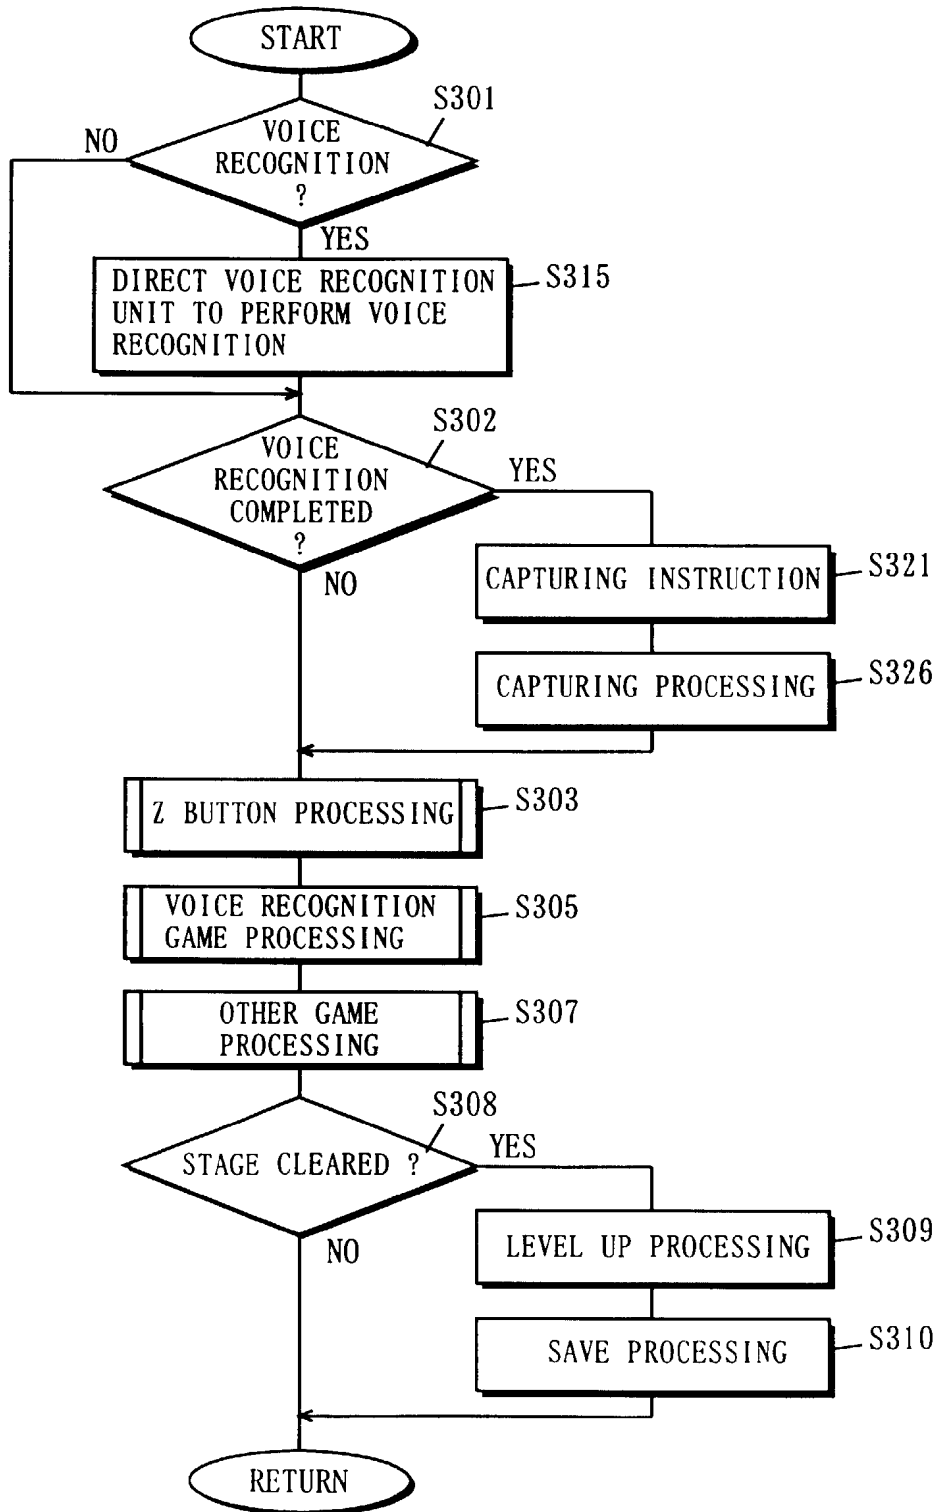 START
S301
VOICE
RECOGNITION
?
NO
YES
DIRECT VOICE RECOGNITION
UNIT TO PERFORM VOICE
RECOGNITION
S315
S302
VOICE
RECOGNITION
COMPLETED
?
YES
NO
CAPTURING INSTRUCTION
S321
CAPTURING PROCESSING
S326
Z BUTTON PROCESSING
S303
VOICE RECOGNITION
GAME PROCESSING
S305
OTHER GAME
PROCESSING
S307
S308
STAGE CLEARED ?
YES
NO
LEVEL UP PROCESSING
S309
SAVE PROCESSING
S310
RETURN